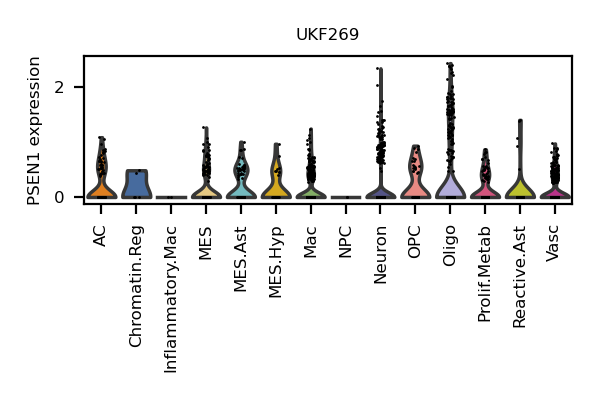 UKF269
PSEN1 expression
2
0
AC
Chromatin.Reg
Inflammatory.Mac
MES
MES.Ast
MES.Hyp
Mac
NPC
Neuron
OPC
Oligo
Prolif.Metab
Reactive.Ast
Vasc